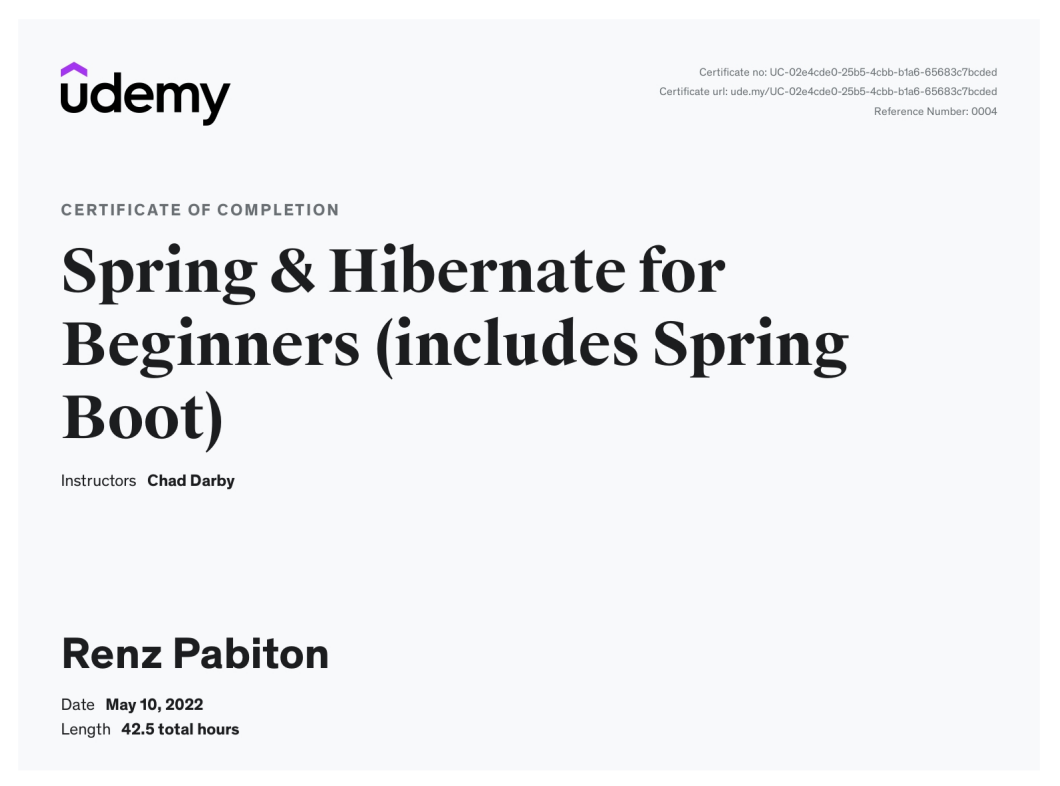 udemy
Certificate no: UC-02e4cde0-25b5-4cbb-b1a6-65683c7bcded
Certificate url: ude.my/UC-02e4cde0-25b5-4cbb-b1a6-65683c7bcded
Reference Number: 0004
CERTIFICATE OF COMPLETION
Spring & Hibernate for
Beginners (includes Spring
Boot)
Instructors Chad Darby
Renz Pabiton
Date May 10, 2022
Length 42.5 total hours